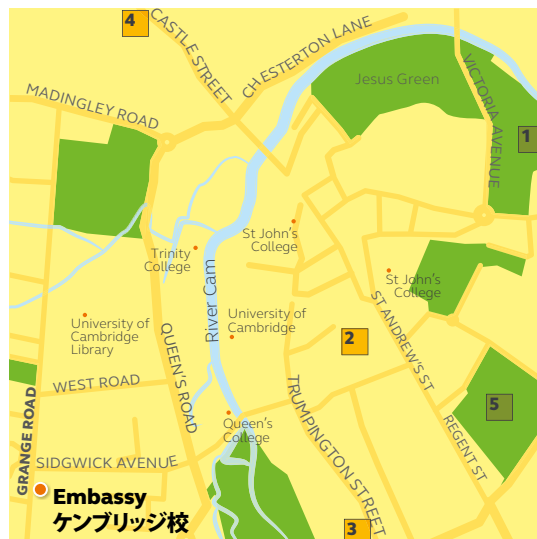 4
CASTLE STREET
CHESTERTON LANE
Jesus Green
VICTORIA AVENUE
MADINGLEY ROAD
1
St John's
College
Trinity
College
River Cam
St John's
College
University of
Cambridge
Library
University of
Cambridge
2
ST ANDREW'S ST
QUEEN'S ROAD
WEST ROAD
TRUMPINGTON STREET
5
GRANGE ROAD
Queen's
College
REGENT ST
SIDGWICK AVENUE
Embassy
ケンブリッジ校
3